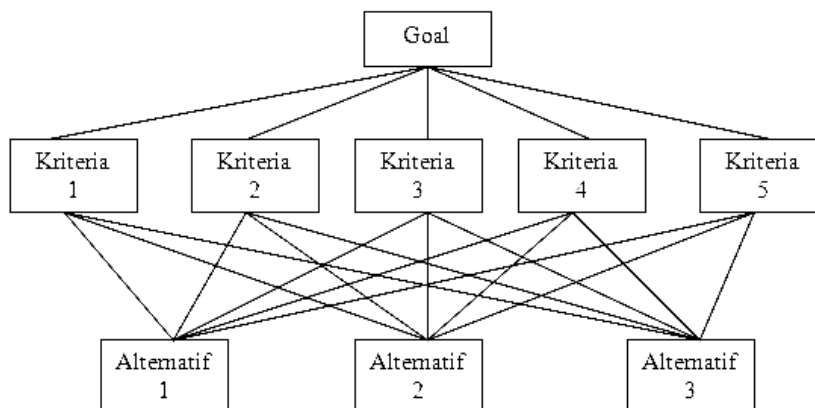 Goal
Kriteria
1
Kriteria
2
Kriteria
3
Kriteria
4
Kriteria
5
Alternatif
1
Alternatif
2
Alternatif
3